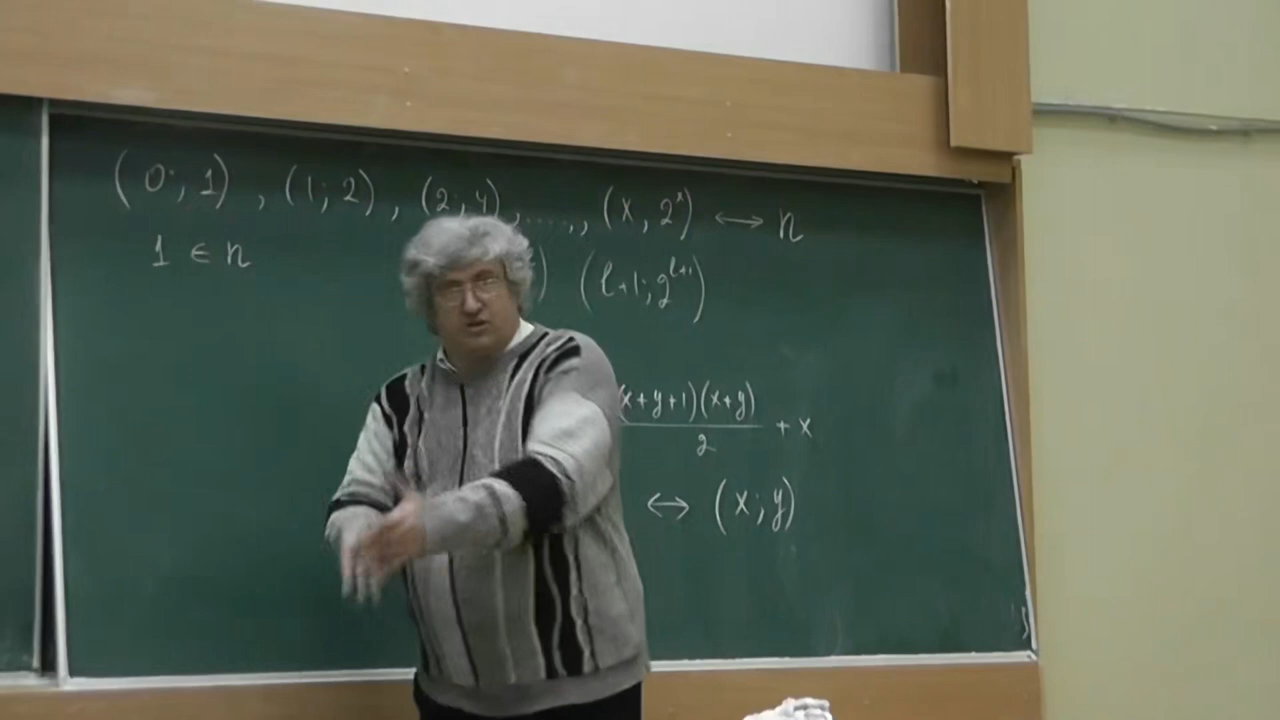 (0; 1), (1; 2), (2; 4), ....., (x, 2^x) ↔ n
1 ∈ n ) (l+1; 2^{l+1})
(x+y+1)(x+y)/2 + x
↔ (x; y)